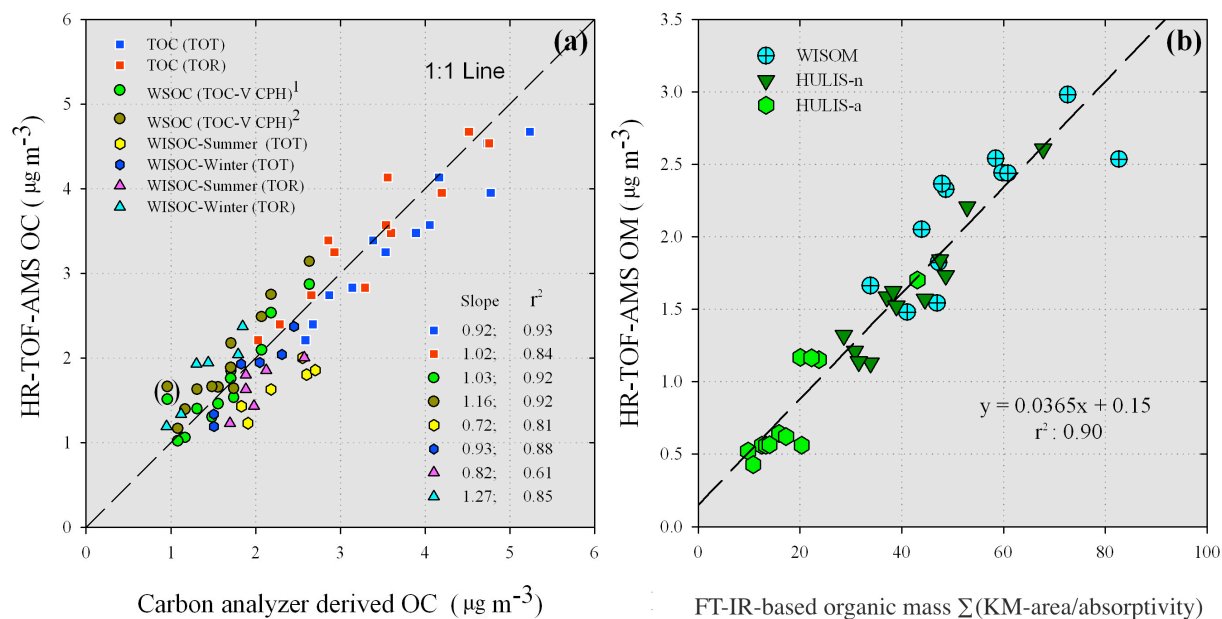 (a)
TOC (TOT)
TOC (TOR)
WSOC (TOC-V CPH)1
WSOC (TOC-V CPH)2
WISOC-Summer (TOT)
WISOC-Winter (TOT)
WISOC-Summer (TOR)
WISOC-Winter (TOR)
1:1 Line
( )
Slope r2
0.92; 0.93
1.02; 0.84
1.03; 0.92
1.16; 0.92
0.72; 0.81
0.93; 0.88
0.82; 0.61
1.27; 0.85
HR-TOF-AMS OC (μg m-3)
6
5
4
3
2
1
0
0 1 2 3 4 5 6
Carbon analyzer derived OC (μg m-3)
(b)
WISOM
HULIS-n
HULIS-a
y = 0.0365x + 0.15
r2 : 0.90
HR-TOF-AMS OM (μg m-3)
3.5
3.0
2.5
2.0
1.5
1.0
0.5
0.0
0 20 40 60 80 100
FT-IR-based organic mass Σ(KM-area/absorptivity)